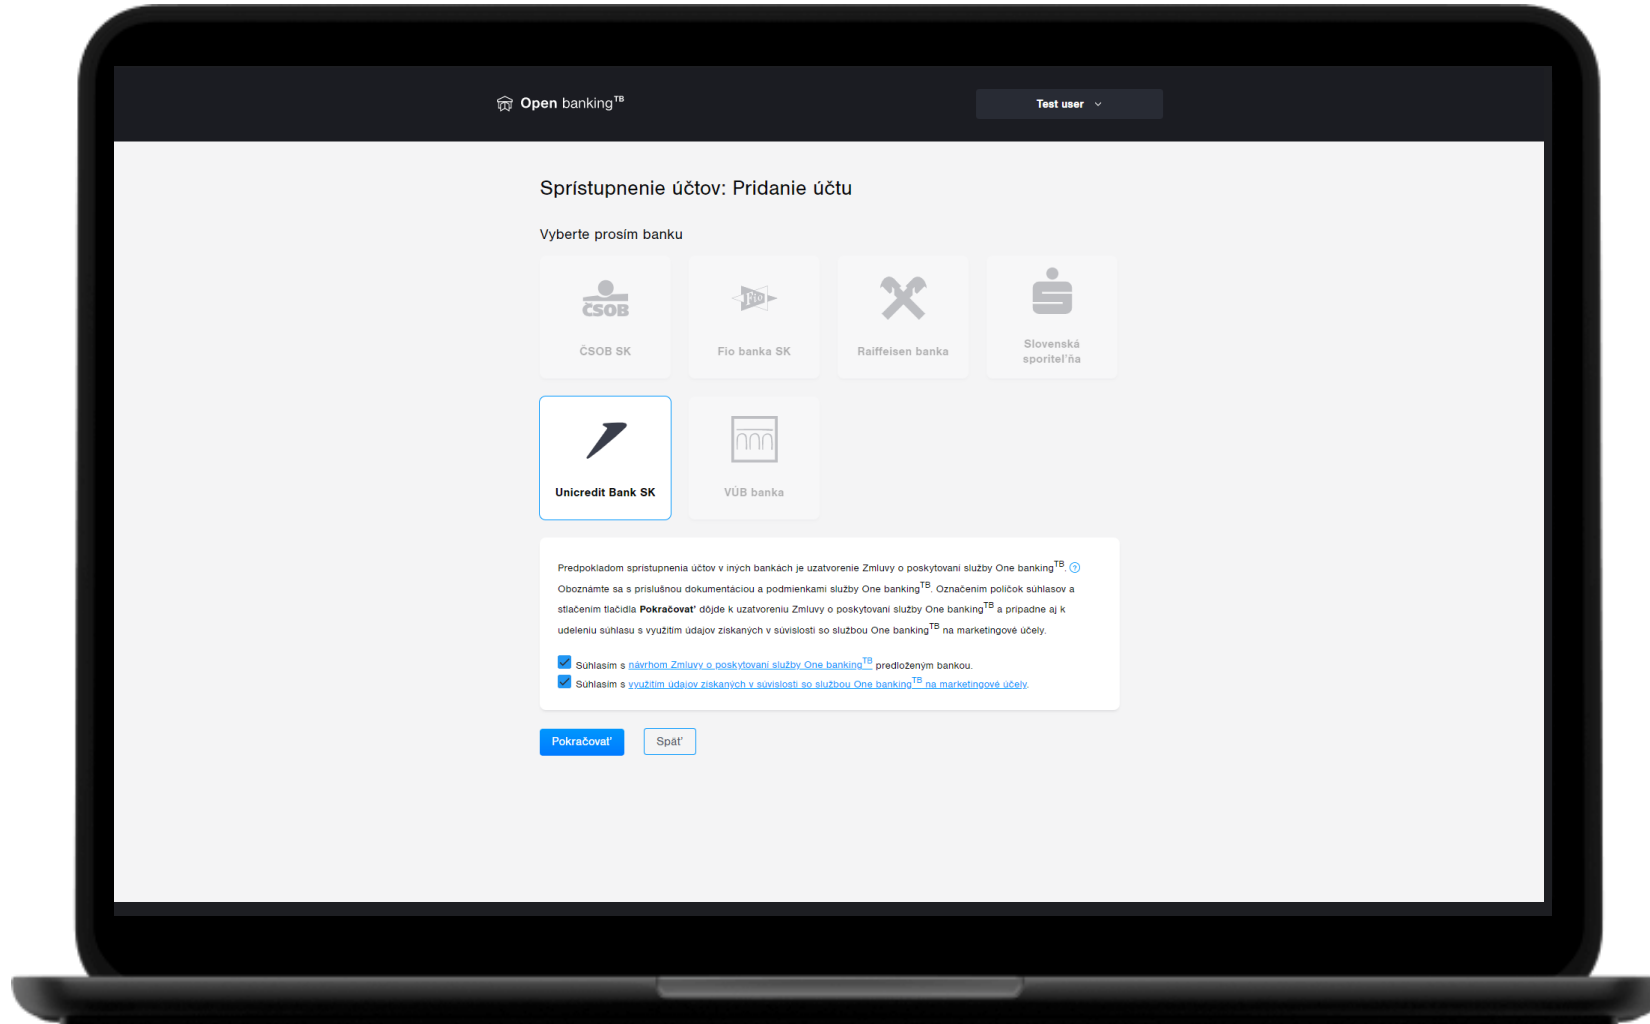 Open banking TB
Test user
Sprístupnenie účtov: Pridanie účtu
Vyberte prosím banku
ČSOB
Fio
ČSOB SK
Fio banka SK
Raiffeisen banka
Slovenská
sporiteľňa
Unicredit Bank SK
VÚB banka
Predpokladom sprístupnenia účtov v iných bankách je uzatvorenie Zmluvy o poskytovaní služby One banking TB. ?
Oboznámte sa s príslušnou dokumentáciou a podmienkami služby One banking TB. Označením políčok súhlasov a
stlačením tlačidla Pokračovať dôjde k uzatvoreniu Zmluvy o poskytovaní služby One banking TB a prípadne aj k
udeleniu súhlasu s využitím údajov získaných v súvislosti so službou One banking TB na marketingové účely.
Súhlasím s návrhom Zmluvy o poskytovaní služby One banking TB predloženým bankou.
Súhlasím s využitím údajov získaných v súvislosti so službou One banking TB na marketingové účely.
Pokračovať
Späť